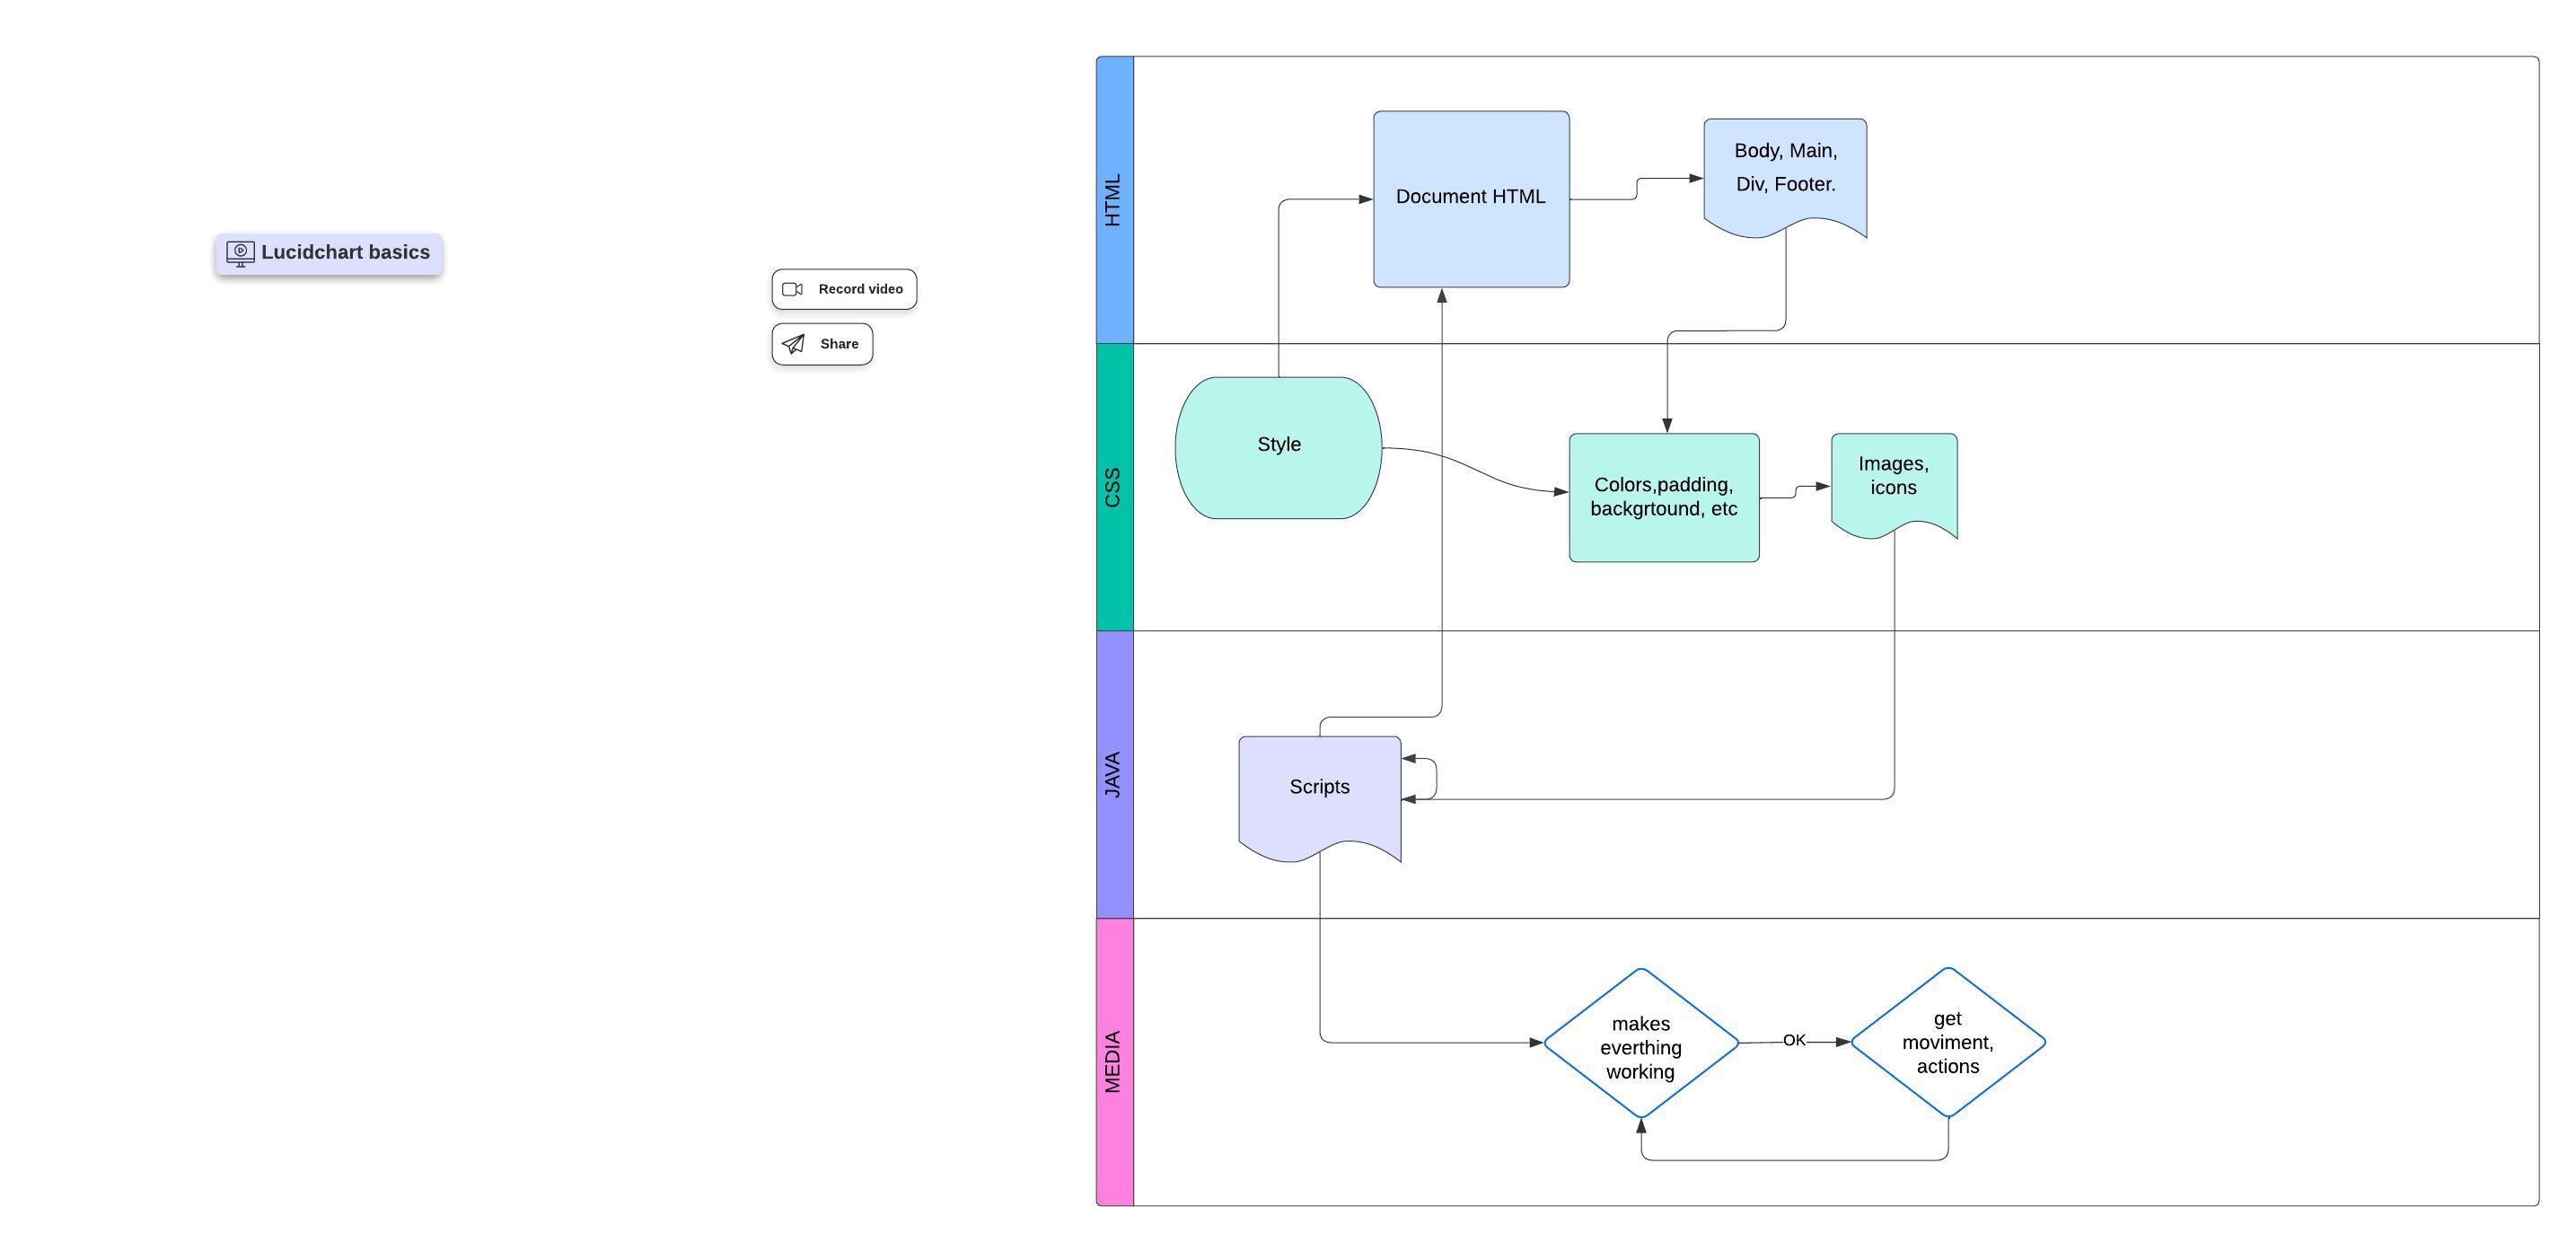 Lucidchart basics
Record video
Share
HTML
Document HTML
Body, Main,
Div, Footer.
CSS
Style
Colors,padding,
backgrtound, etc
Images,
icons
JAVA
Scripts
MEDIA
makes
everthing
working
OK
get
moviment,
actions